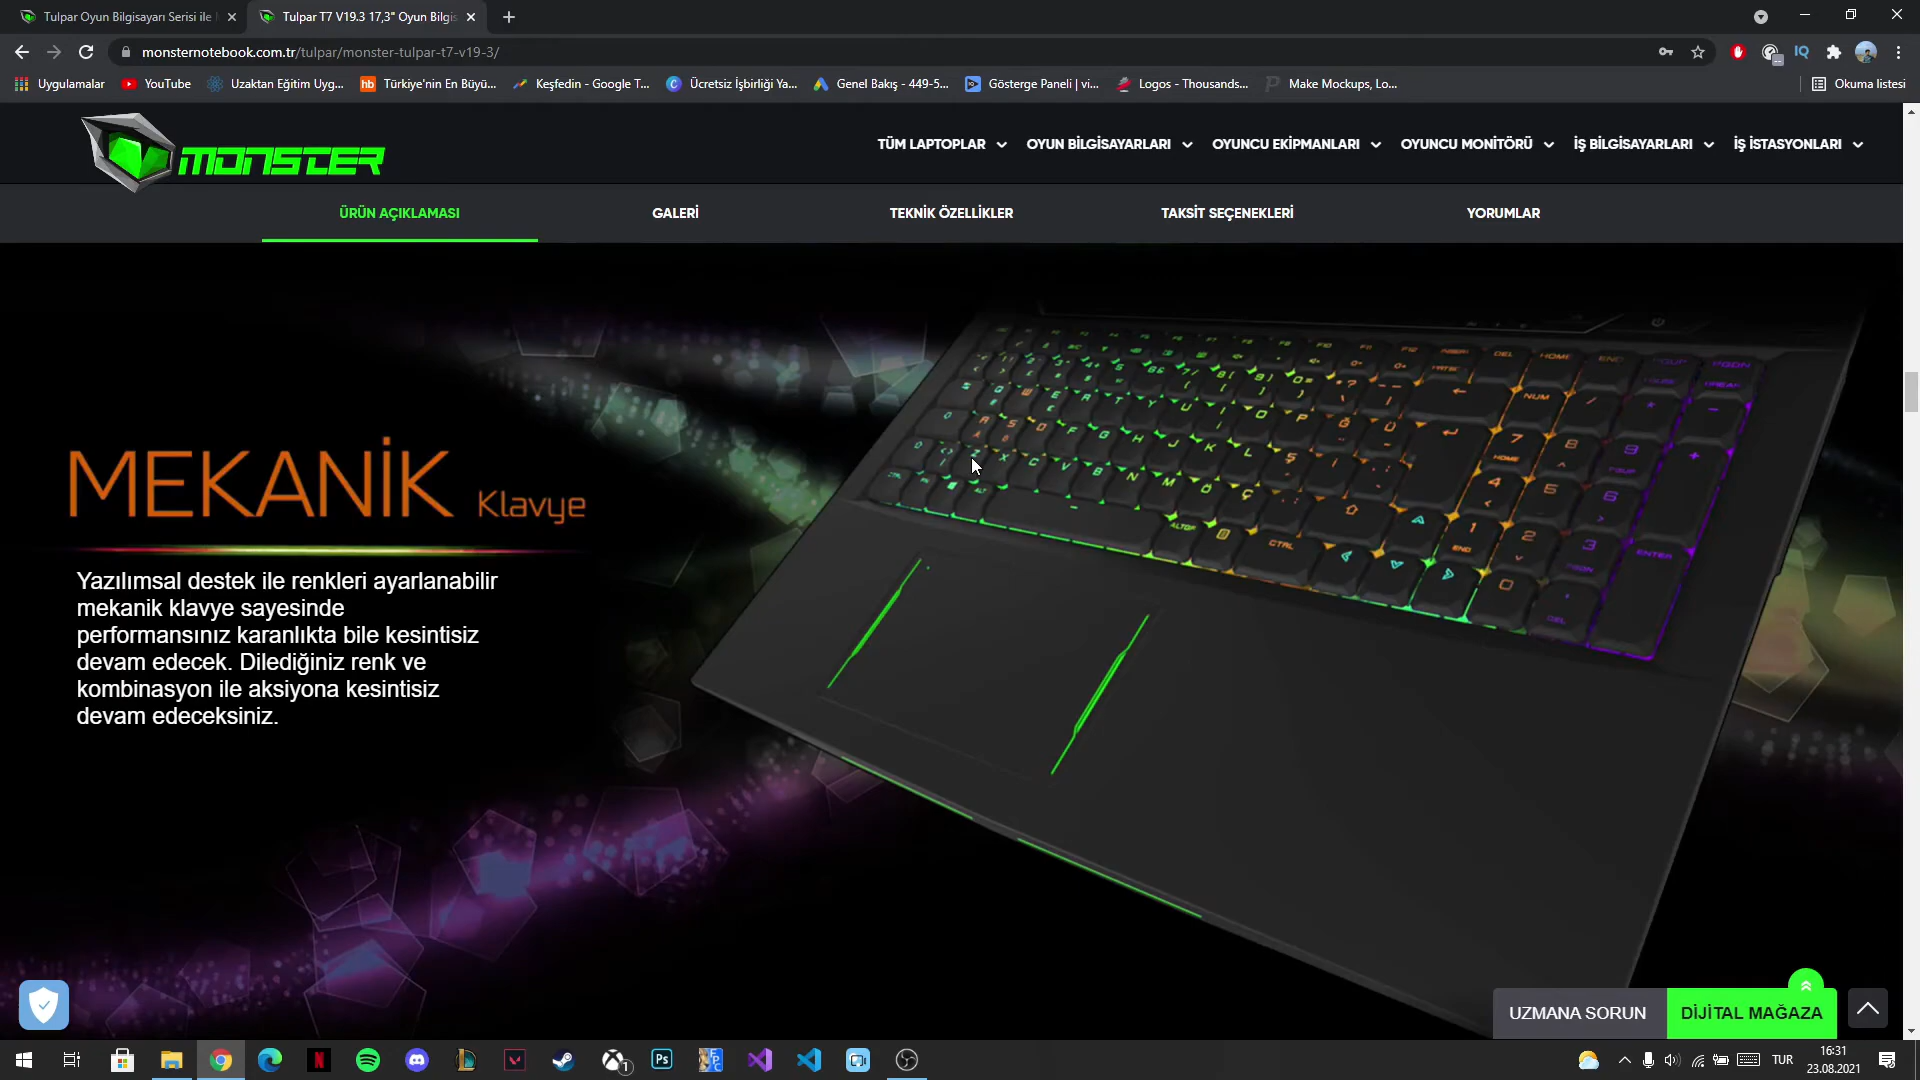 Tulpar Oyun Bilgisayarı Serisi ile
Tulpar T7 V19.3 17,3" Oyun Bilgis
monsternotebook.com.tr/tulpar/monster-tulpar-t7-v19-3/
Uygulamalar
YouTube
Uzaktan Eğitim Uyg...
hb
Türkiye'nin En Büyü...
Keşfedin - Google T...
Ücretsiz İşbirliği Ya...
Genel Bakış - 449-5...
Gösterge Paneli | vi...
Logos - Thousands...
Make Mockups, Lo...
Okuma listesi
MONSTER
TÜM LAPTOPLAR
OYUN BİLGİSAYARLARI
OYUNCU EKİPMANLARI
OYUNCU MONİTÖRÜ
İŞ BİLGİSAYARLARI
İŞ İSTASYONLARI
ÜRÜN AÇIKLAMASI
GALERİ
TEKNİK ÖZELLİKLER
TAKSİT SEÇENEKLERİ
YORUMLAR
MEKANİK Klavye
Yazılımsal destek ile renkleri ayarlanabilir
mekanik klavye sayesinde
performansınız karanlıkta bile kesintisiz
devam edecek. Dilediğiniz renk ve
kombinasyon ile aksiyona kesintisiz
devam edeceksiniz.
UZMANA SORUN
DİJİTAL MAĞAZA
TUR
16:31
23.08.2021